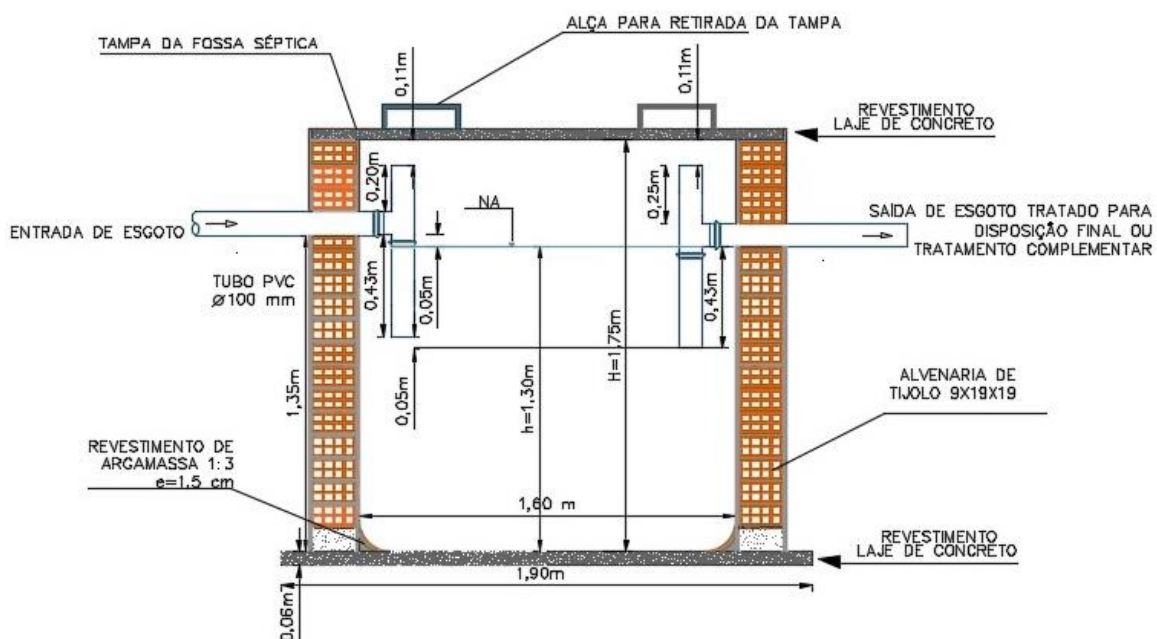 ALÇA PARA RETIRADA DA TAMPA
TAMPA DA FOSSA SÉPTICA
0,11m
0,11m
REVESTIMENTO
LAJE DE CONCRETO
0,20m
0,25m
NA
ENTRADA DE ESGOTO
SAÍDA DE ESGOTO TRATADO PARA
DISPOSIÇÃO FINAL OU
TRATAMENTO COMPLEMENTAR
TUBO PVC
Ø100 mm
0,43m
0,05m
0,43m
H=1,75m
h=1,30m
1,35m
0,05m
ALVENARIA DE
TIJOLO 9X19X19
REVESTIMENTO DE
ARGAMASSA 1:3
e=1,5 cm
1,60 m
REVESTIMENTO
LAJE DE CONCRETO
1,90m
0,06m